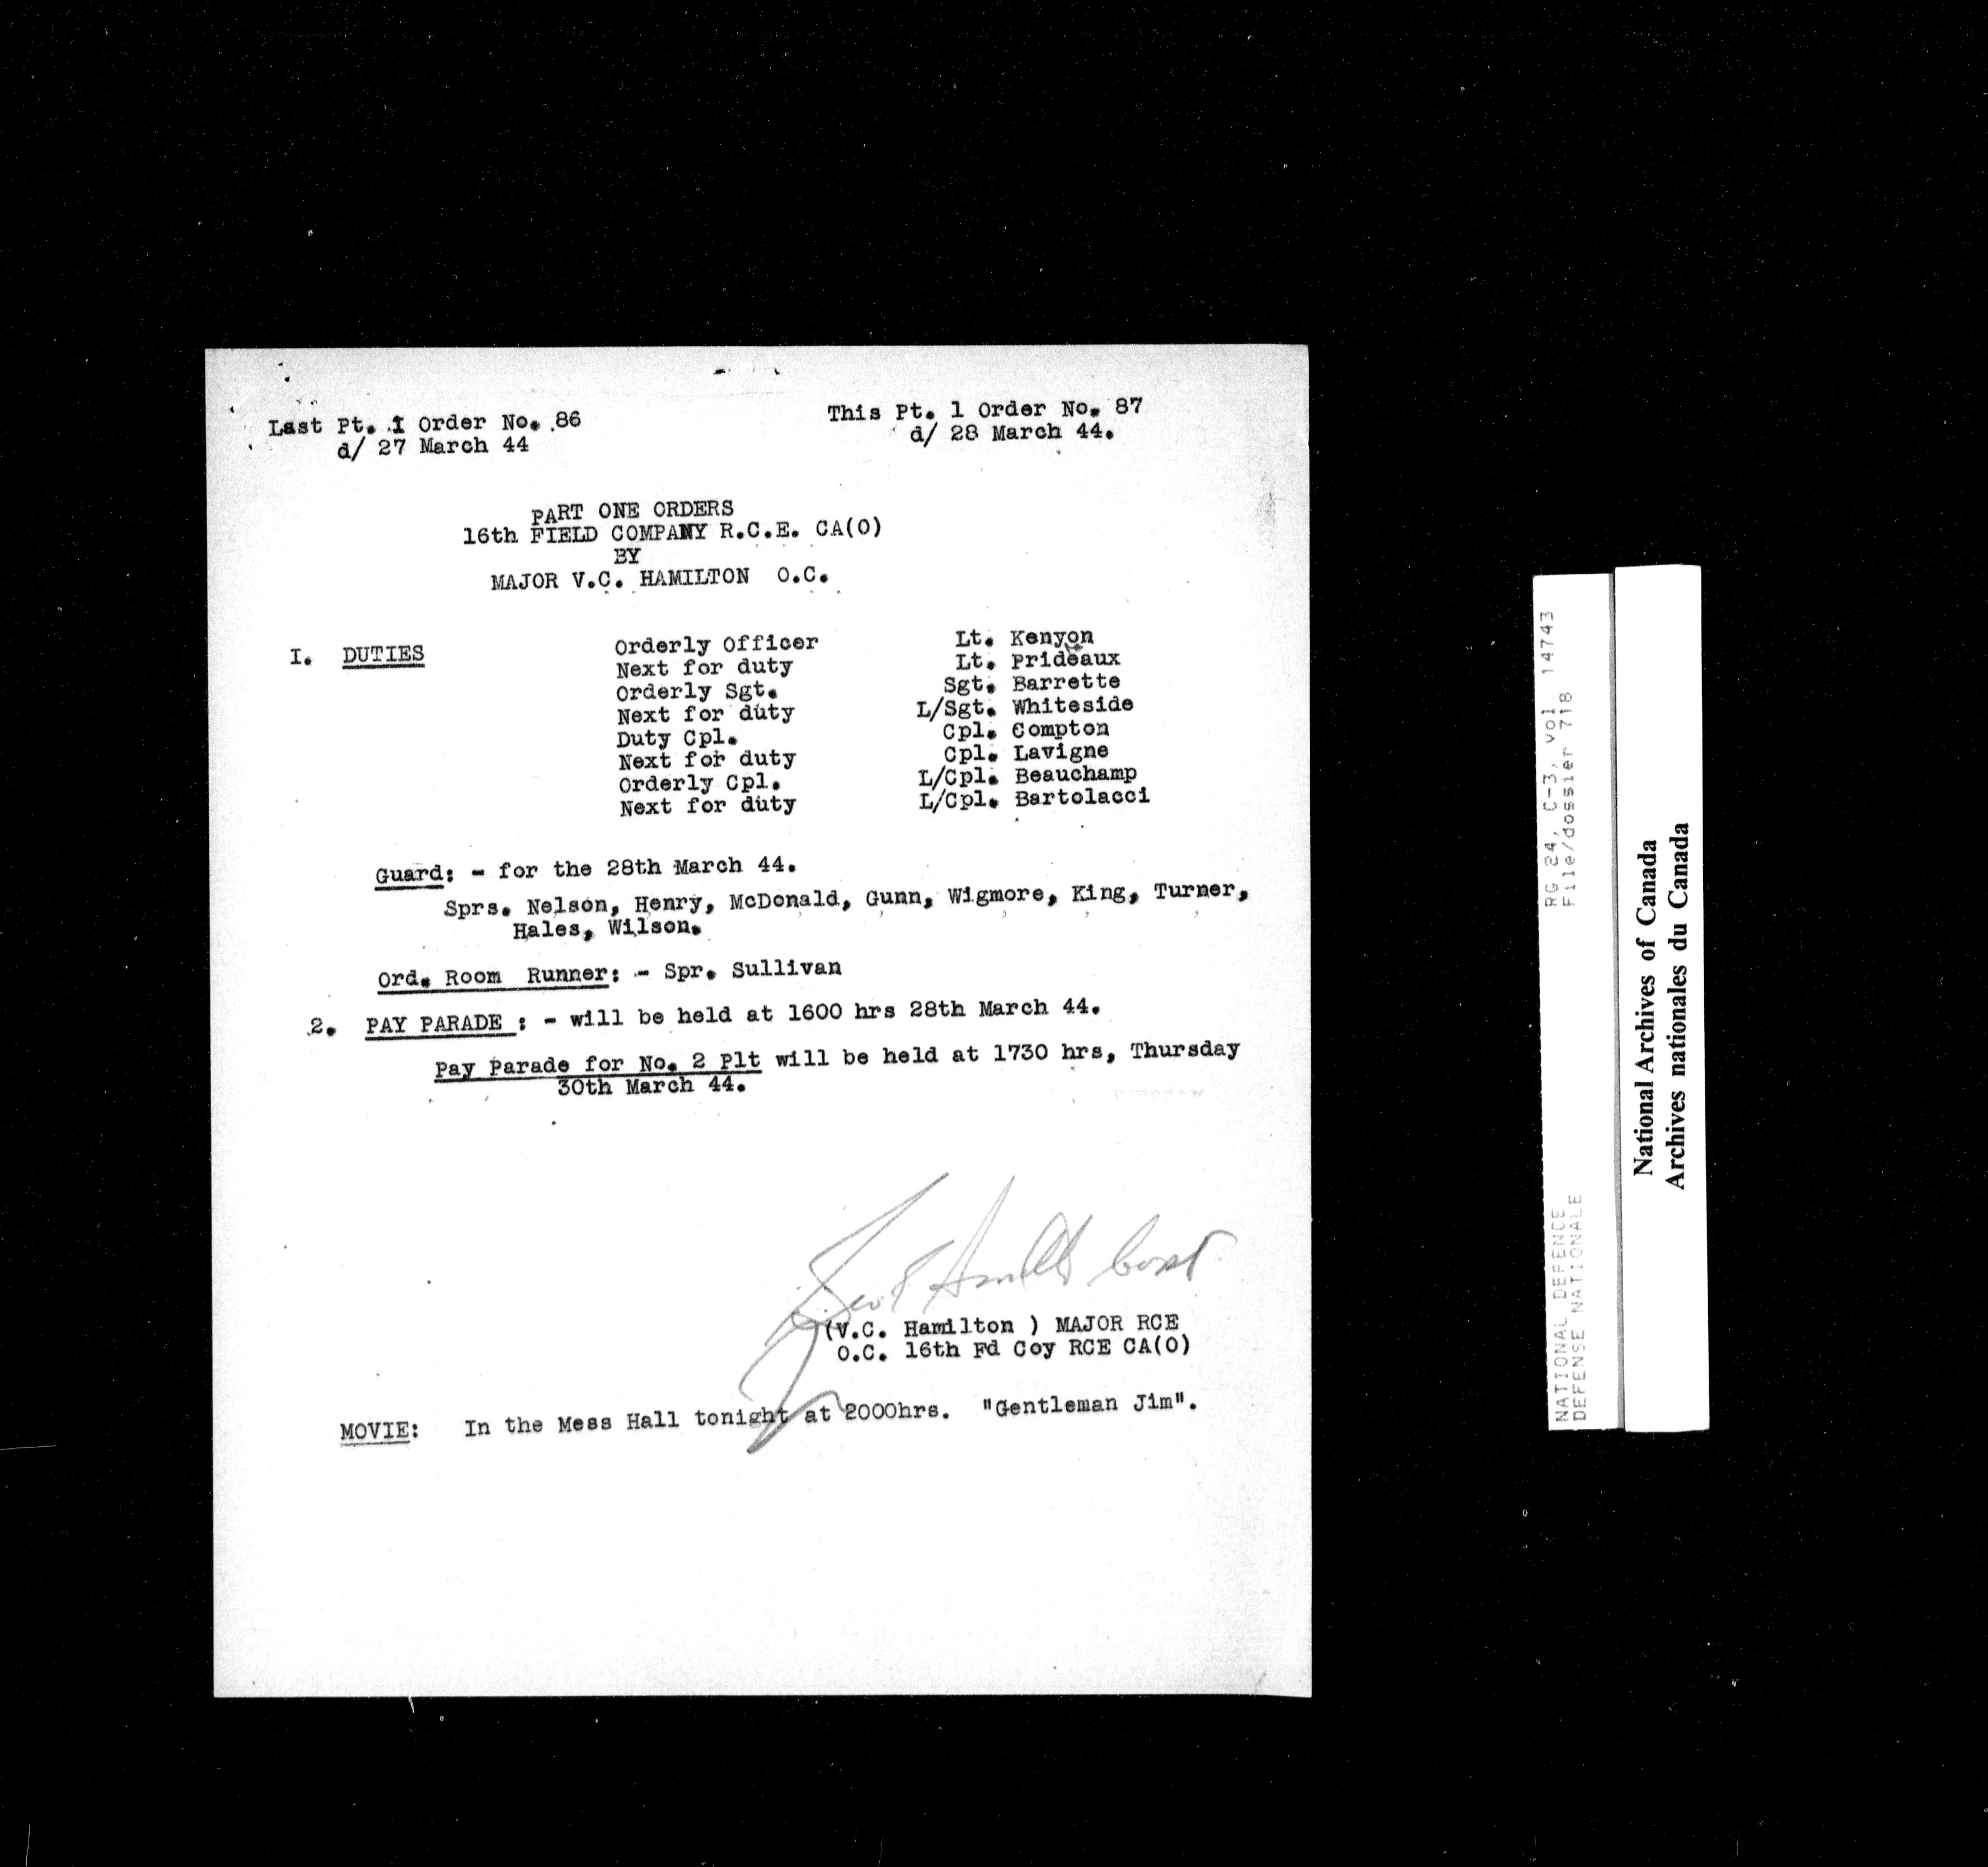 Last Pt. I Order No. 86
d/ 27 March 44
This Pt. 1 Order No. 87
d/ 28 March 44.
PART ONE ORDERS
16th FIELD COMPANY R.C.E. CA(O)
BY
MAJOR V.C. HAMILTON O.C.
I. DUTIES
Orderly Officer Lt. Kenyon
Next for duty Lt. Prideaux
Orderly Sgt. Sgt. Barrette
Next for duty L/Sgt. Whiteside
Duty Cpl. Cpl. Compton
Next for duty Cpl. Lavigne
Orderly Cpl. L/Cpl. Beauchamp
Next for duty L/Cpl. Bartolacci
Guard: - for the 28th March 44.
Sprs. Nelson, Henry, McDonald, Gunn, Wigmore, King, Turner,
Hales, Wilson.
Ord. Room Runner: - Spr. Sullivan
2. PAY PARADE : - will be held at 1600 hrs 28th March 44.
Pay Parade for No. 2 Plt will be held at 1730 hrs, Thursday
30th March 44.
(V.C. Hamilton ) MAJOR RCE
O.C. 16th Fd Coy RCE CA(O)
MOVIE: In the Mess Hall tonight at 2000hrs. "Gentleman Jim".
NATIONAL DEFENCE RG 24, C-3, vol 14743
DEFENSE NATIONALE File/dossier 718
National Archives of Canada
Archives nationales du Canada